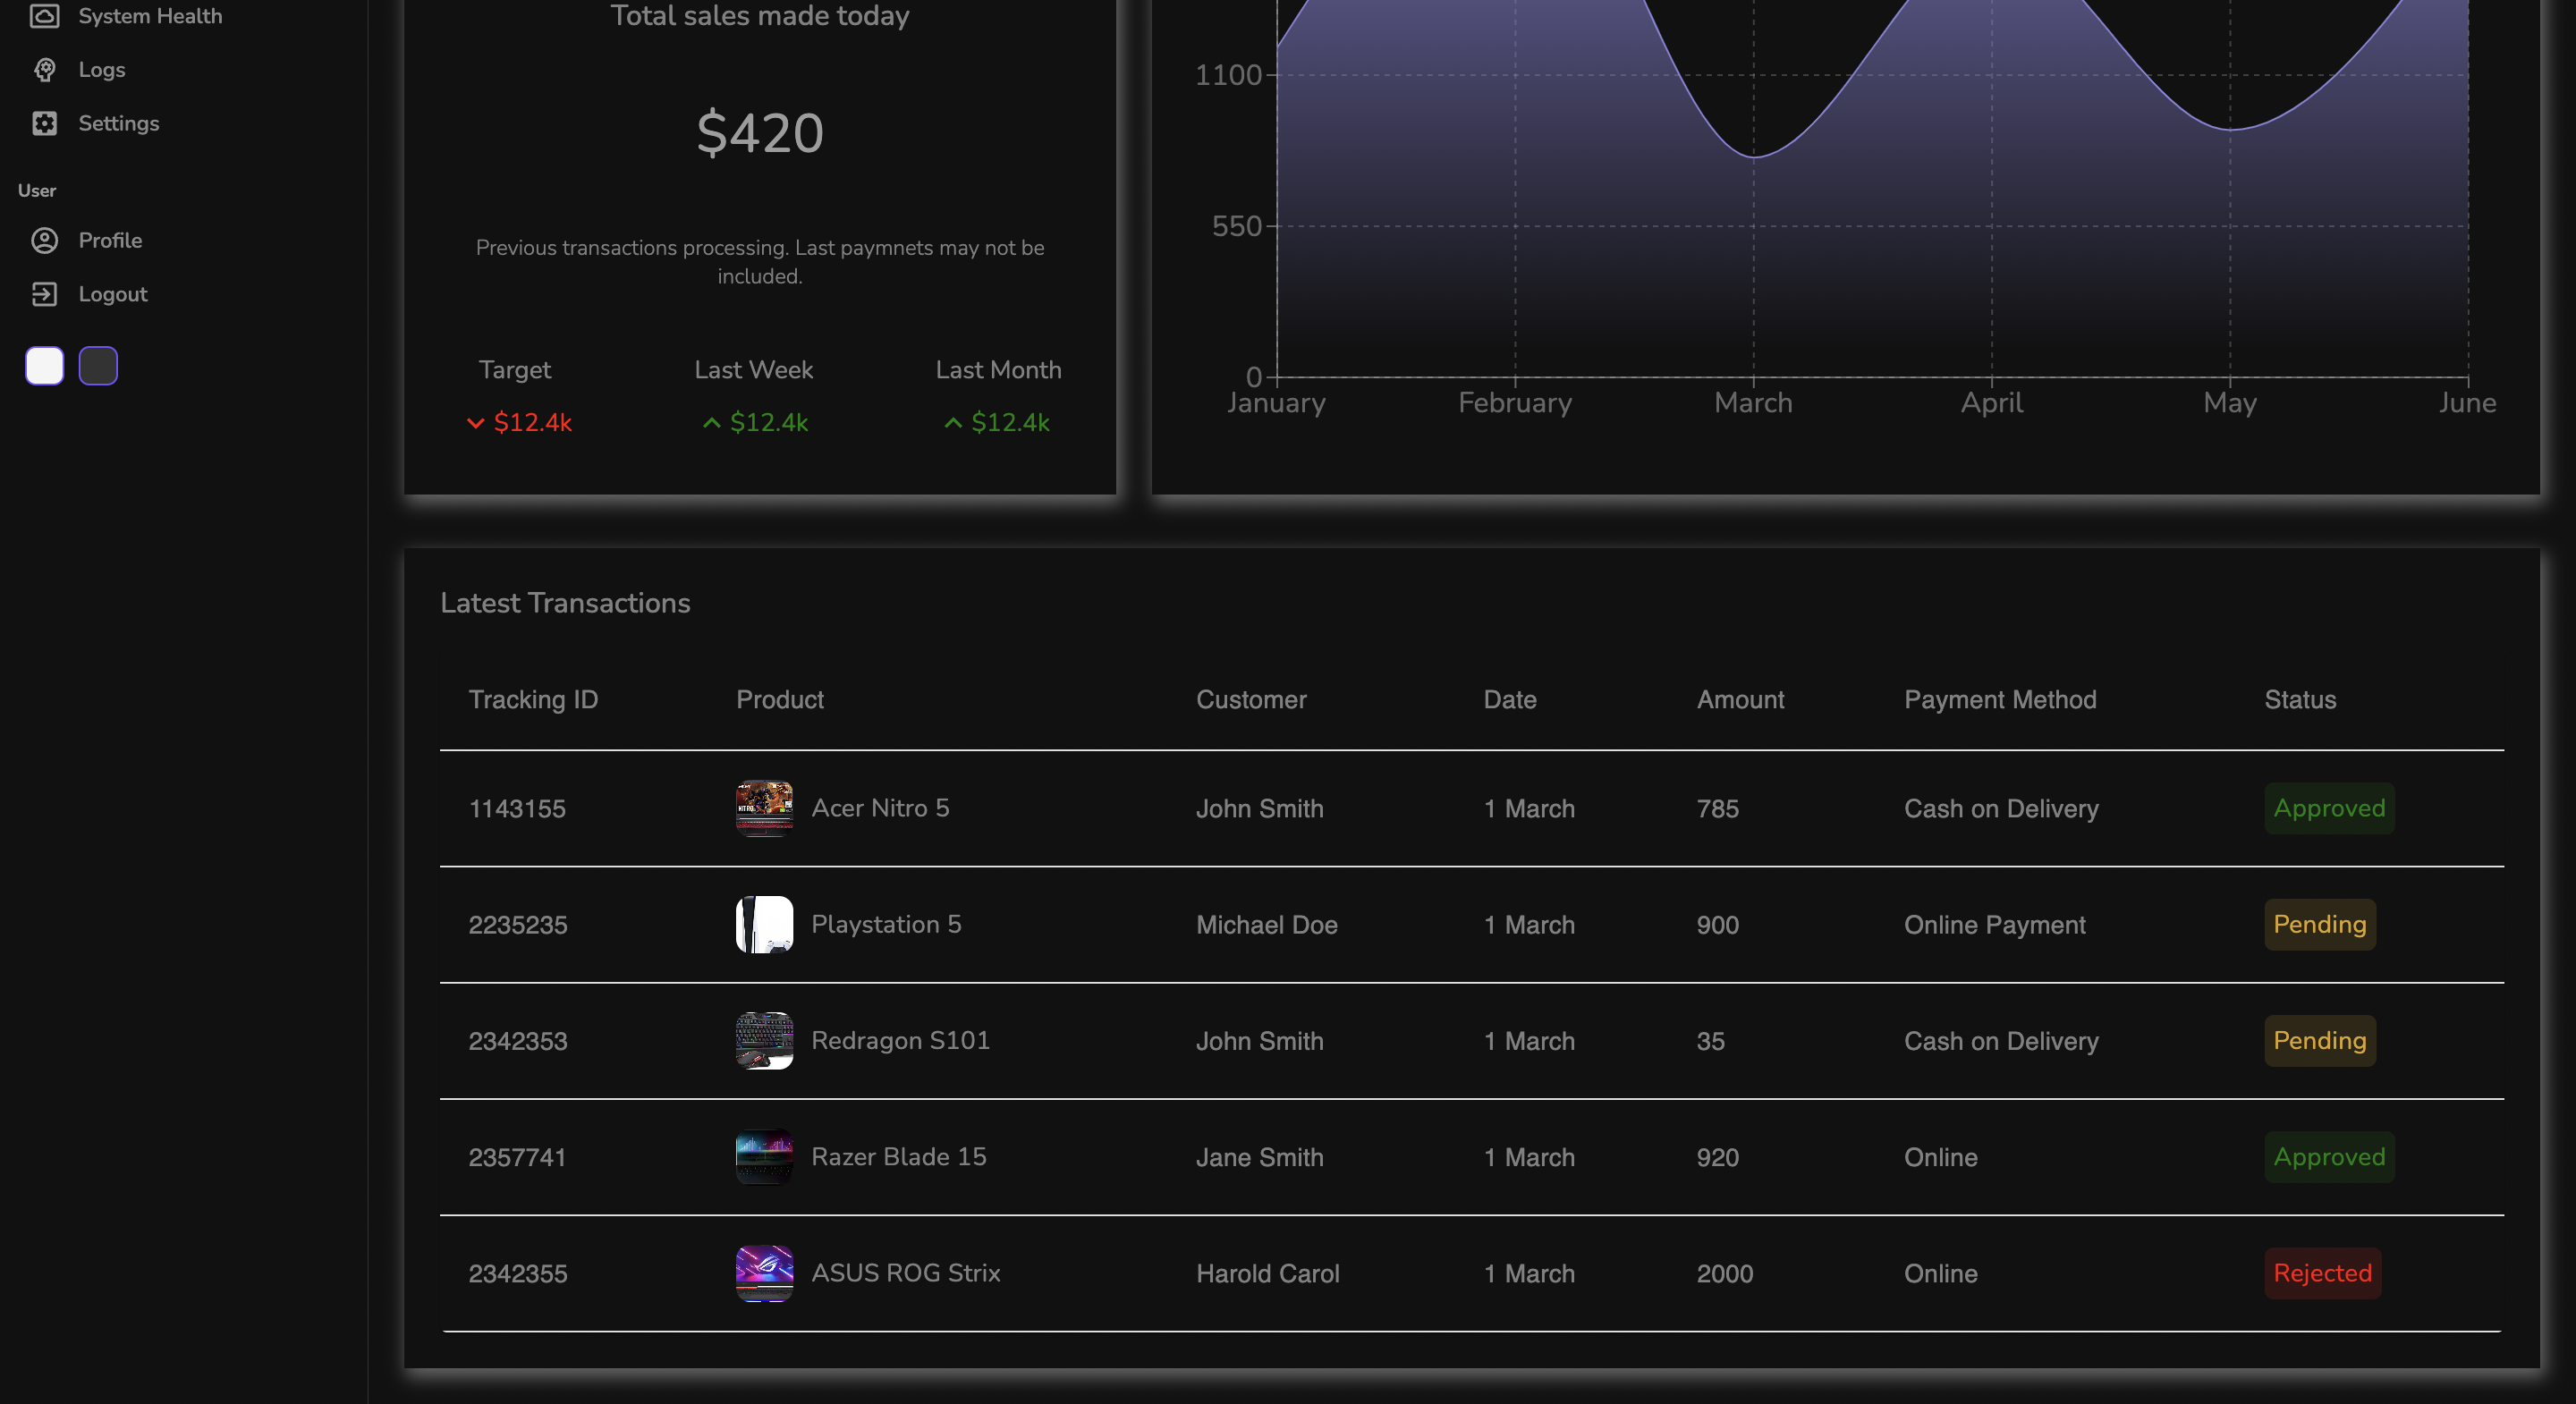 System Health
Logs
Settings
User
Profile
Logout
Total sales made today
$420
Previous transactions processing. Last paymnets may not be
included.
Target
Last Week
Last Month
$12.4k
$12.4k
$12.4k
1100
550
0
January
February
March
April
May
June
Latest Transactions
Tracking ID Product Customer Date Amount Payment Method Status
1143155 Acer Nitro 5 John Smith 1 March 785 Cash on Delivery Approved
2235235 Playstation 5 Michael Doe 1 March 900 Online Payment Pending
2342353 Redragon S101 John Smith 1 March 35 Cash on Delivery Pending
2357741 Razer Blade 15 Jane Smith 1 March 920 Online Approved
2342355 ASUS ROG Strix Harold Carol 1 March 2000 Online Rejected